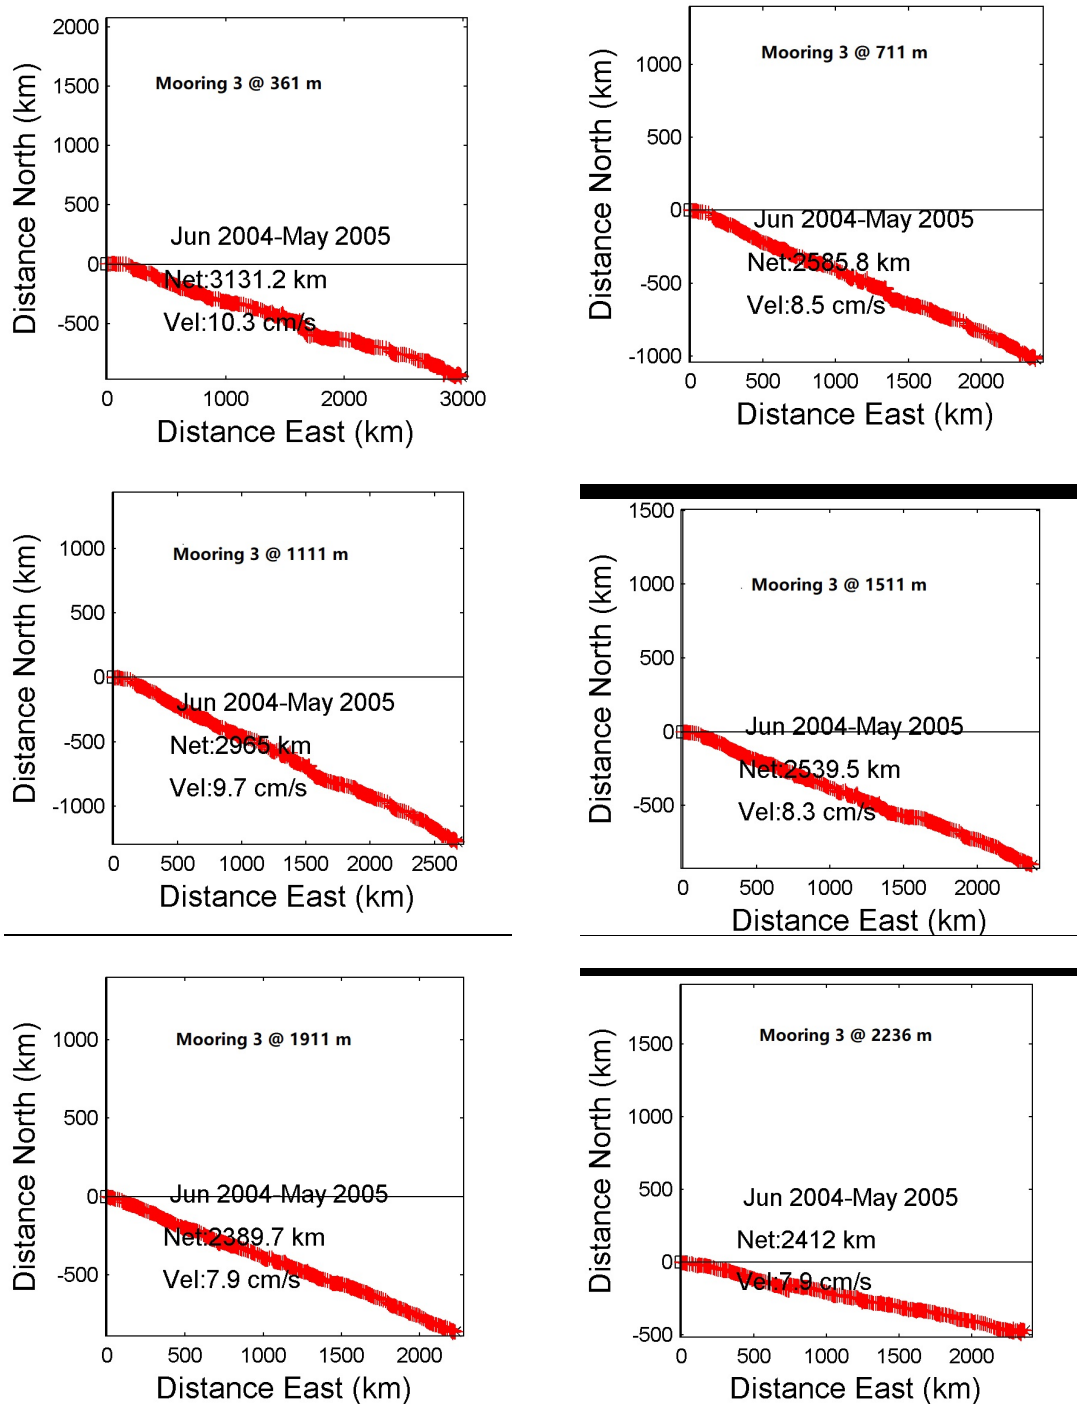 2000
Mooring 3 @ 361 m
1500
1000
500
Jun 2004-May 2005
0
Net:3131.2 km
Vel:10.3 cm/s
-500
0 1000 2000 3000
Distance East (km)
Distance North (km)
Mooring 3 @ 711 m
1000
500
0
Jun 2004-May 2005
Net:2585.8 km
-500
Vel:8.5 cm/s
-1000
0 500 1000 1500 2000
Distance East (km)
Distance North (km)
Mooring 3 @ 1111 m
1000
500
0
Jun 2004-May 2005
-500
Net:2965 km
Vel:9.7 cm/s
-1000
0 500 1000 1500 2000 2500
Distance East (km)
Distance North (km)
1500
Mooring 3 @ 1511 m
1000
500
0
Jun 2004-May 2005
Net:2539.5 km
-500
Vel:8.3 cm/s
0 500 1000 1500 2000
Distance East (km)
Distance North (km)
Mooring 3 @ 1911 m
1000
500
0
Jun 2004-May 2005
Net:2389.7 km
-500
Vel:7.9 cm/s
0 500 1000 1500 2000
Distance East (km)
Distance North (km)
Mooring 3 @ 2236 m
1500
1000
500
Jun 2004-May 2005
Net:2412 km
0
Vel:7.9 cm/s
-500
0 500 1000 1500 2000
Distance East (km)
Distance North (km)